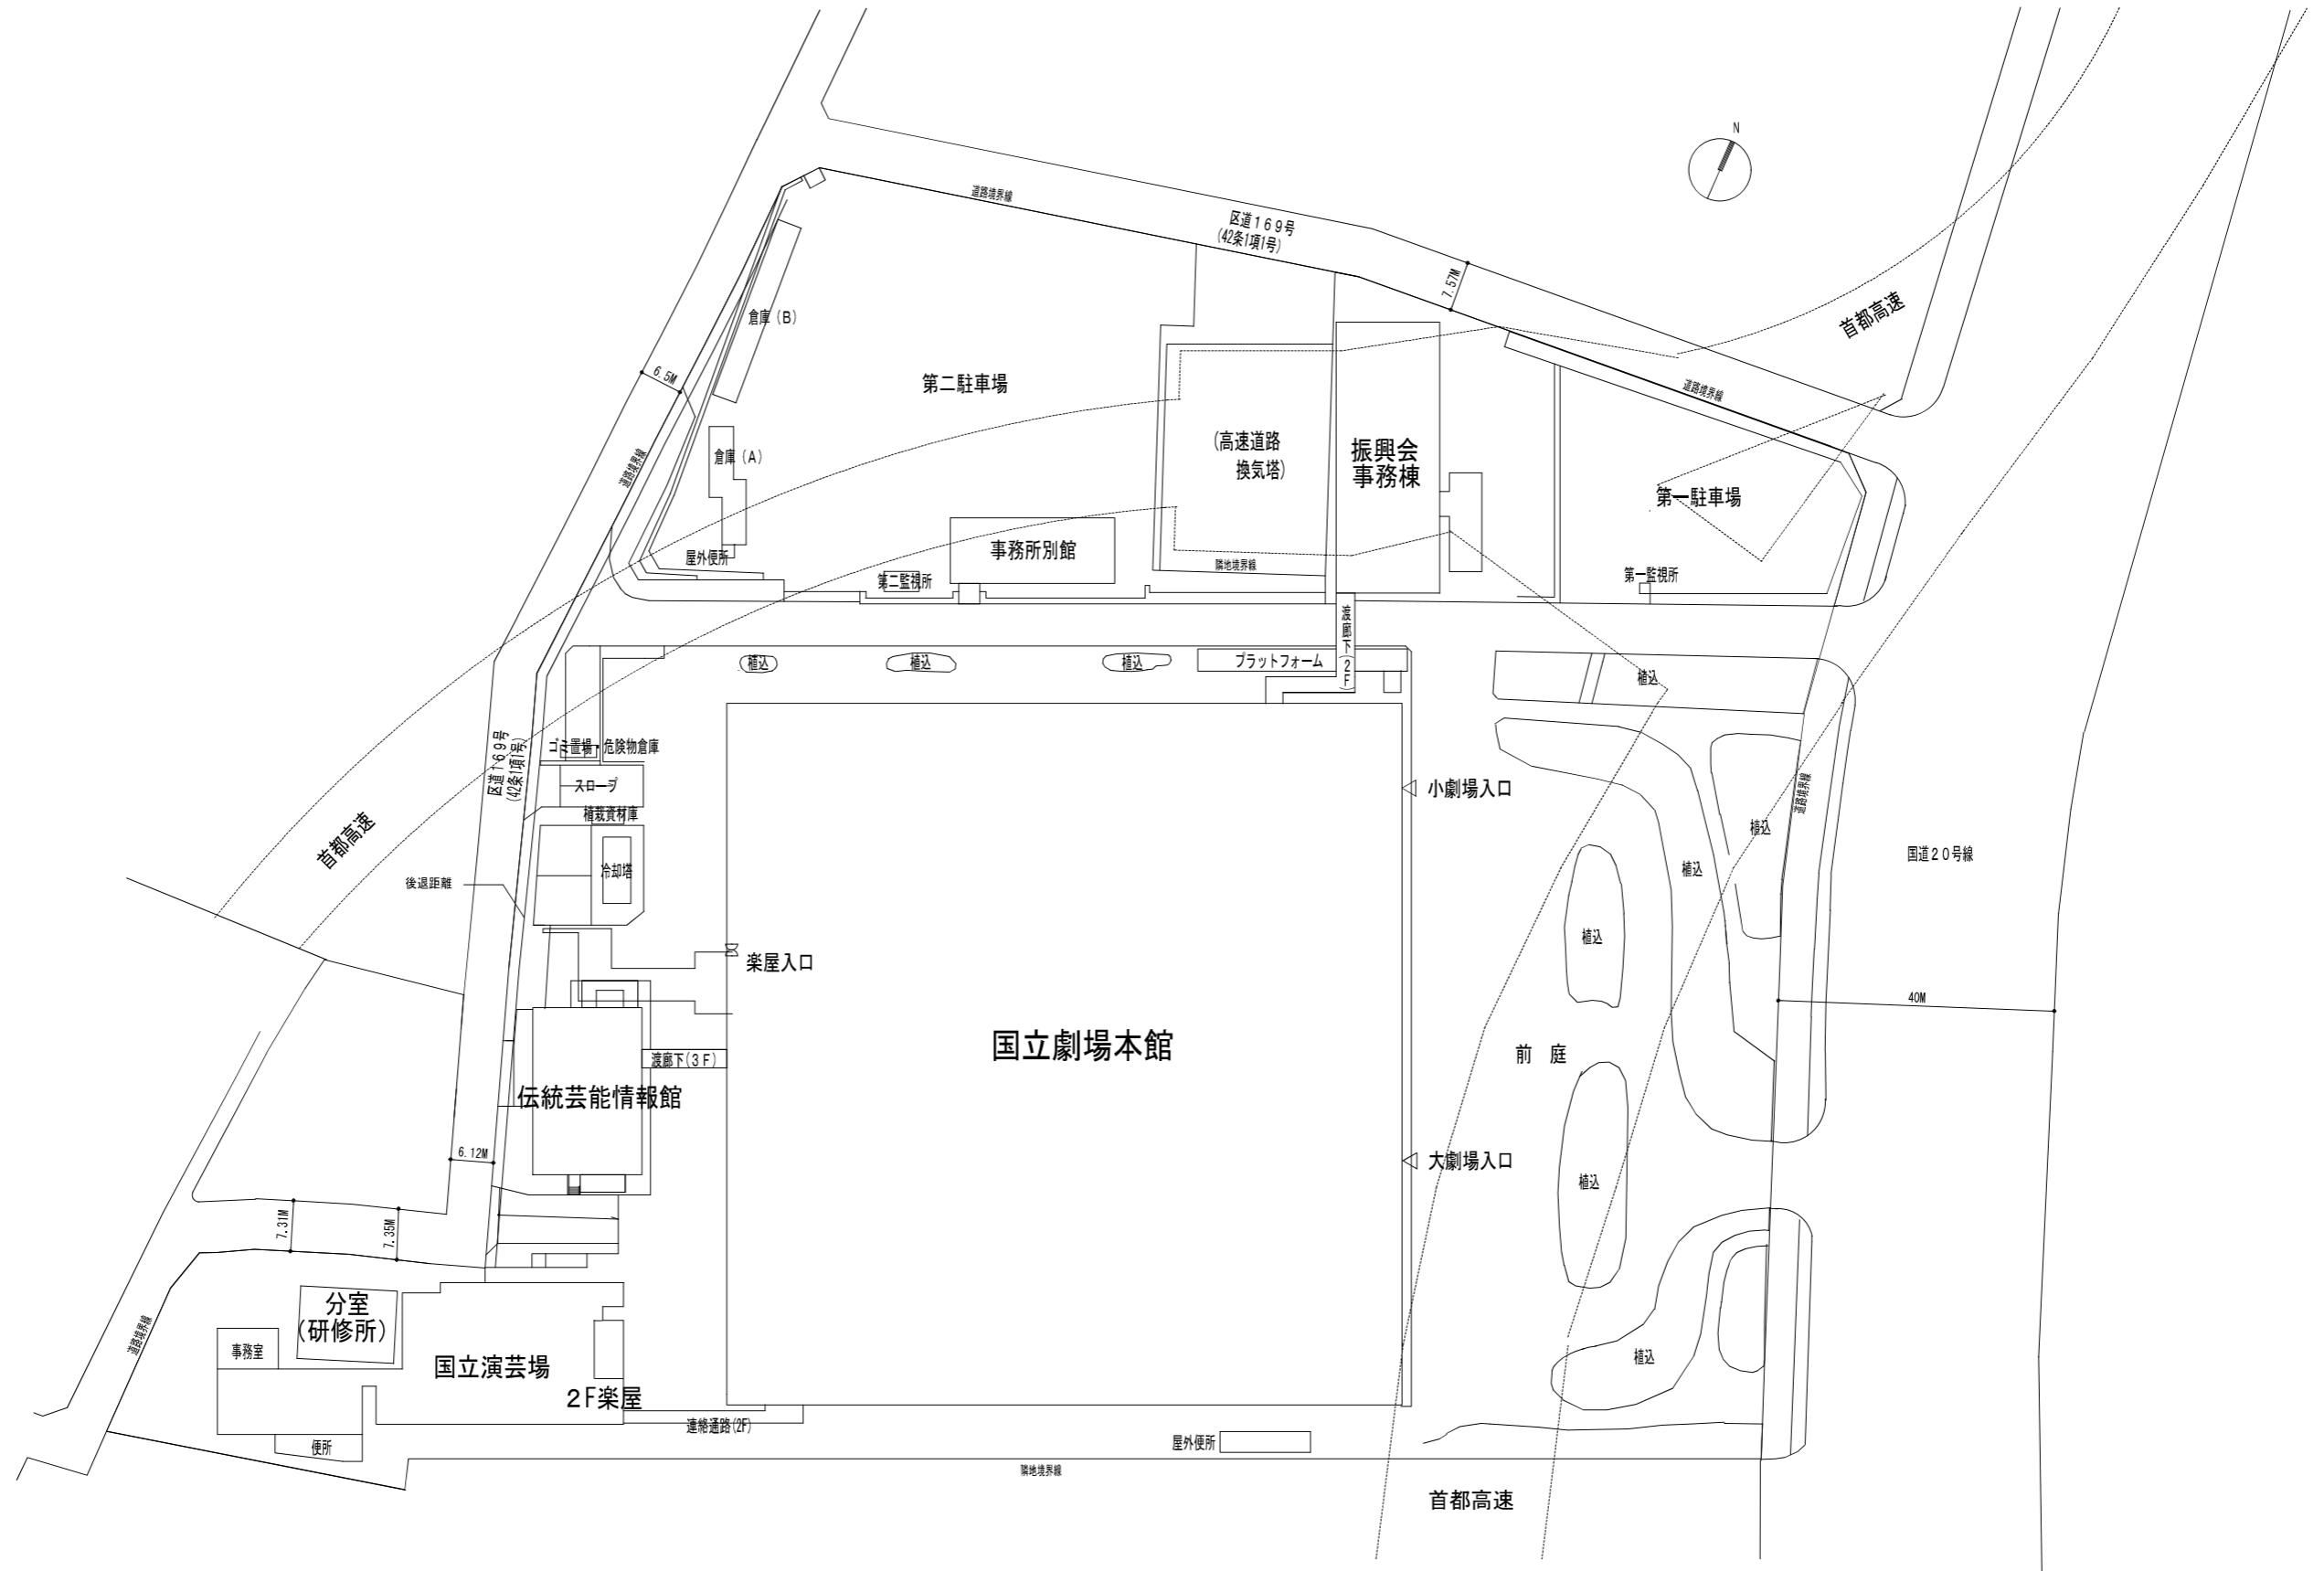 N
道路境界線
区道169号
(42条1項1号)
7.57M
首都高速
倉庫(B)
6.5M
第二駐車場
道路境界線
(高速道路
換気塔)
振興会
事務棟
倉庫(A)
道路境界線
第一駐車場
事務所別館
屋外便所
隣地境界線
第二監視所
第一監視所
渡廊下(2F)
植込
植込
植込
プラットフォーム
植込
区道169号
(42条1項1号)
ゴミ置場・危険物倉庫
スロープ
小劇場入口
道路境界線
植栽資材庫
植込
首都高速
国道20号線
冷却塔
植込
後退距離
植込
楽屋入口
40M
国立劇場本館
前 庭
渡廊下(3F)
伝統芸能情報館
6.12M
大劇場入口
植込
7.31M
7.35M
分室
(研修所)
道路境界線
事務室
国立演芸場
植込
2F楽屋
連絡通路(2F)
便所
屋外便所
隣地境界線
首都高速